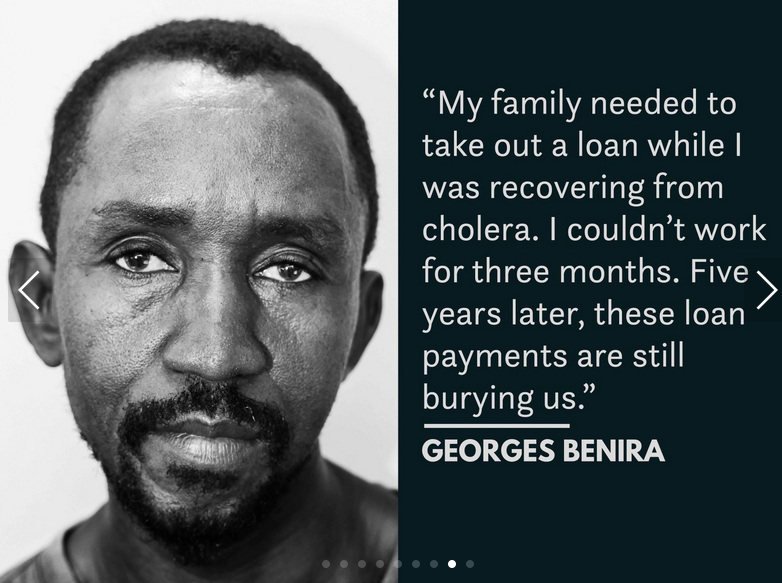 “My family needed to
take out a loan while I
was recovering from
cholera. I couldn’t work
for three months. Five
years later, these loan
payments are still
burying us.”
GEORGES BENIRA